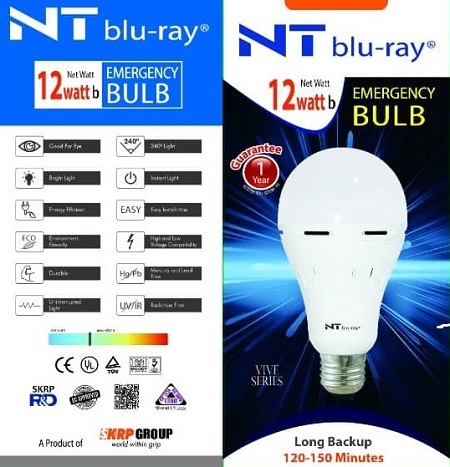 NT blu-ray®
Net Watt
12 watt b
EMERGENCY
BULB
Good For Eye
240° 240° Light
Bright Light
Instant Light
Energy Efficient
EASY Easy Installation
ECO Environment
Friendly
High and Low
Voltage Compatibility
Durable
Hg/Pb Mercury and Lead
Free
Un-interrupted
Light
UV/IR Radiation Free
CE
UL
TÜV
SKRP
R&D
A Product of SKRP GROUP
world within grip
NT blu-ray®
Net Watt
12 watt b
EMERGENCY
BULB
Guarantee
1
Year
NT blu-ray
VIVE
SERIES
Long Backup
120-150 Minutes